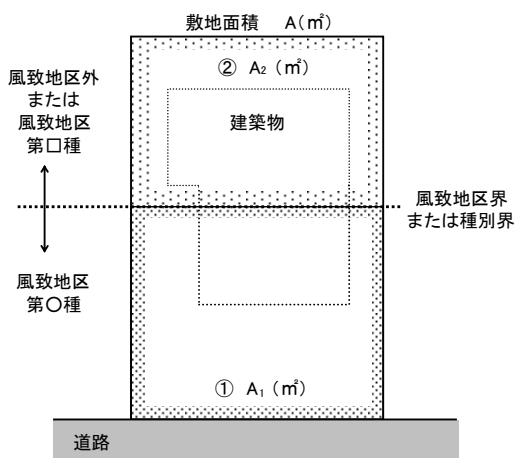 敷地面積　A(㎡)
② A₂ (㎡)
風致地区外
または
風致地区
第□種
建築物
風致地区界
または種別界
風致地区
第〇種
① A₁ (㎡)
道路